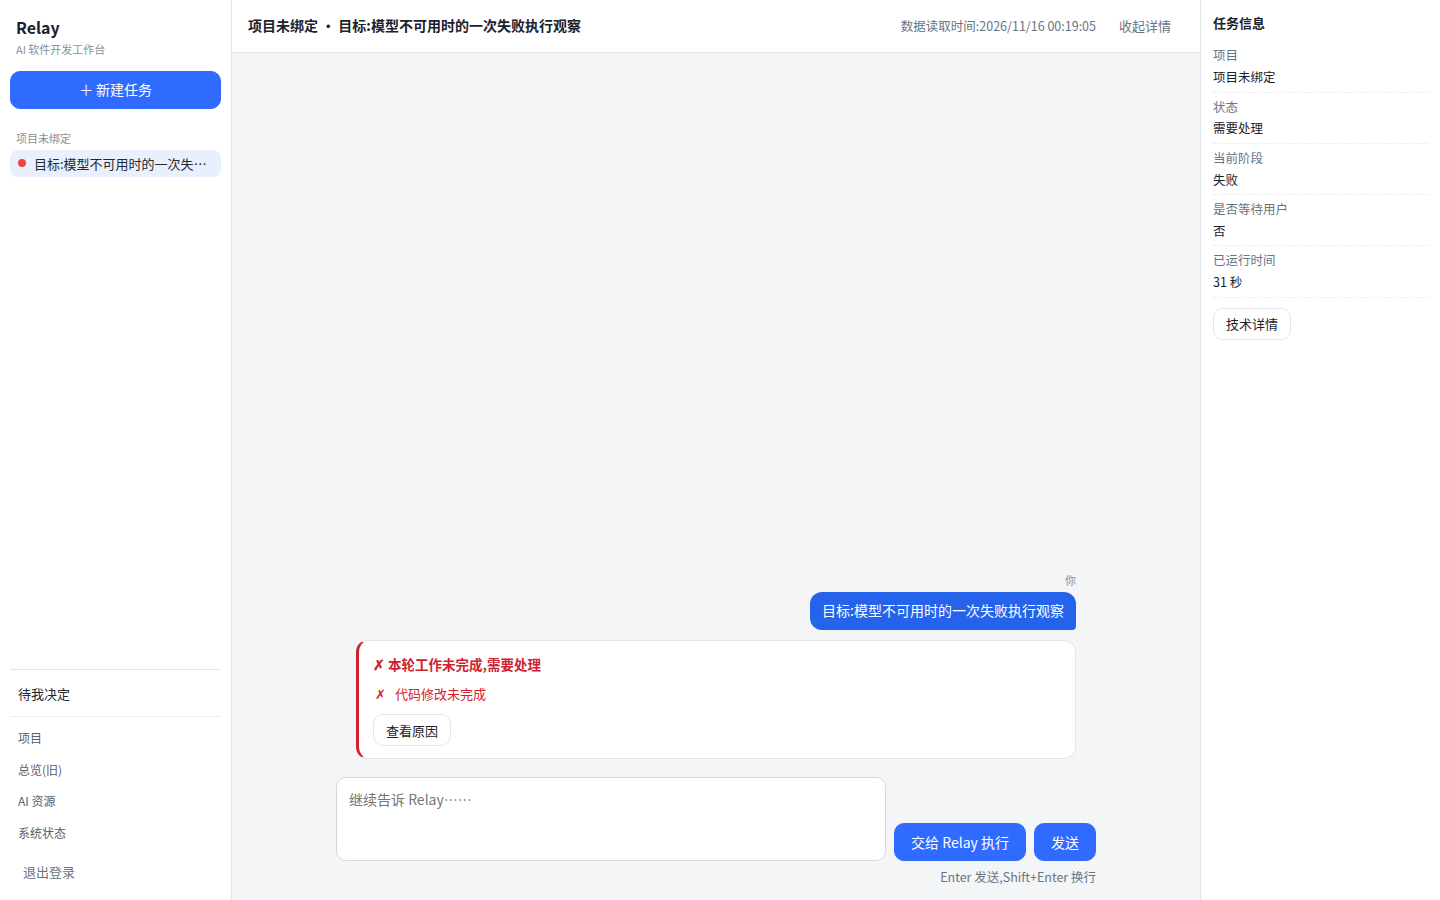 Relay
AI 软件开发工作台
＋ 新建任务
项目未绑定
目标:模型不可用时的一次失…
待我决定
项目
总览(旧)
AI 资源
系统状态
退出登录
项目未绑定 · 目标:模型不可用时的一次失败执行观察
数据读取时间:2026/11/16 00:19:05
收起详情
你
目标:模型不可用时的一次失败执行观察
✗ 本轮工作未完成,需要处理
✗ 代码修改未完成
查看原因
继续告诉 Relay……
交给 Relay 执行
发送
Enter 发送,Shift+Enter 换行
任务信息
项目
项目未绑定
状态
需要处理
当前阶段
失败
是否等待用户
否
已运行时间
31 秒
技术详情